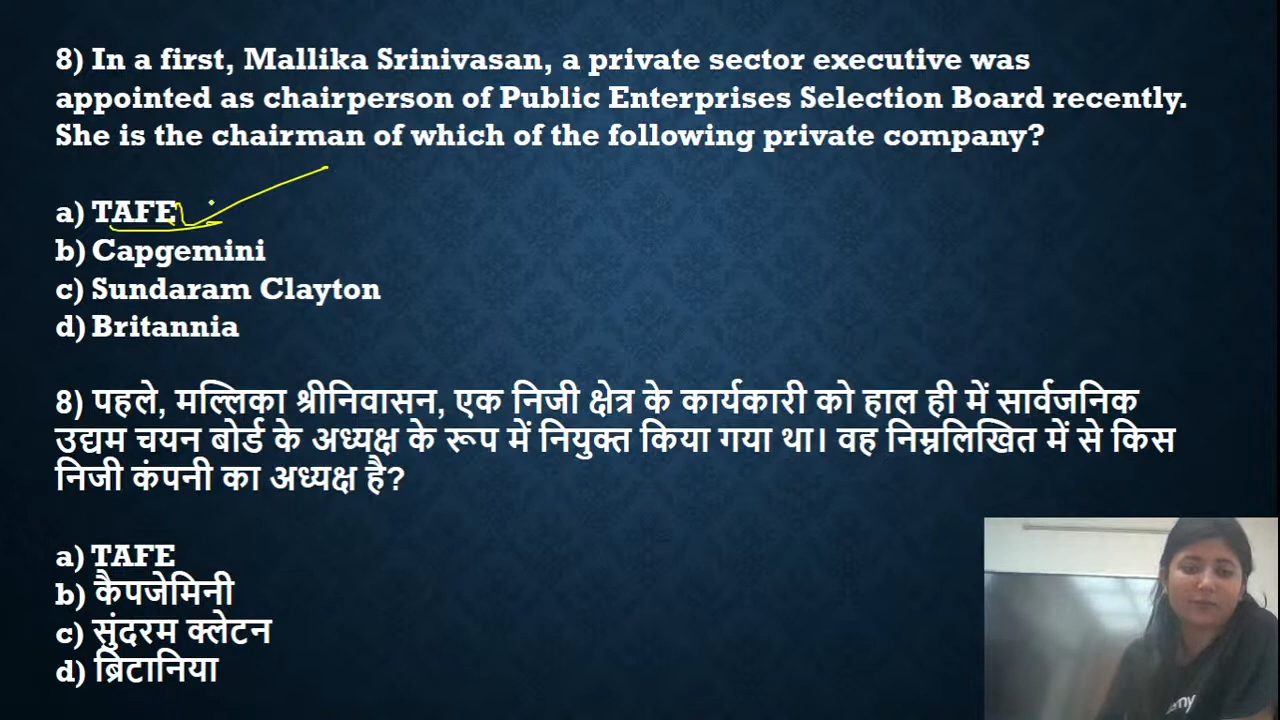 8) In a first, Mallika Srinivasan, a private sector executive was
appointed as chairperson of Public Enterprises Selection Board recently.
She is the chairman of which of the following private company?
a) TAFE
b) Capgemini
c) Sundaram Clayton
d) Britannia
8) पहले, मल्लिका श्रीनिवासन, एक निजी क्षेत्र के कार्यकारी को हाल ही में सार्वजनिक
उद्यम चयन बोर्ड के अध्यक्ष के रूप में नियुक्त किया गया था। वह निम्नलिखित में से किस
निजी कंपनी का अध्यक्ष है?
a) TAFE
b) कैपजेमिनी
c) सुंदरम क्लेटन
d) ब्रिटानिया